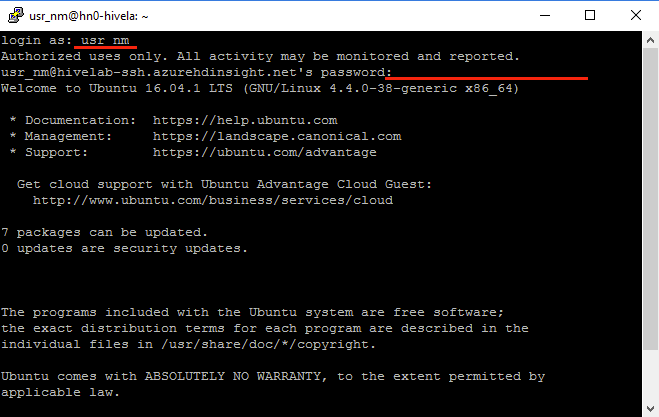 usr_nm@hn0-hivela: ~
login as: usr_nm
Authorized uses only. All activity may be monitored and reported.
usr_nm@hivelab-ssh.azurehdinsight.net's password:
Welcome to Ubuntu 16.04.1 LTS (GNU/Linux 4.4.0-38-generic x86_64)
* Documentation:  https://help.ubuntu.com
* Management:     https://landscape.canonical.com
* Support:        https://ubuntu.com/advantage
Get cloud support with Ubuntu Advantage Cloud Guest:
http://www.ubuntu.com/business/services/cloud
7 packages can be updated.
0 updates are security updates.
The programs included with the Ubuntu system are free software;
the exact distribution terms for each program are described in the
individual files in /usr/share/doc/*/copyright.
Ubuntu comes with ABSOLUTELY NO WARRANTY, to the extent permitted by
applicable law.